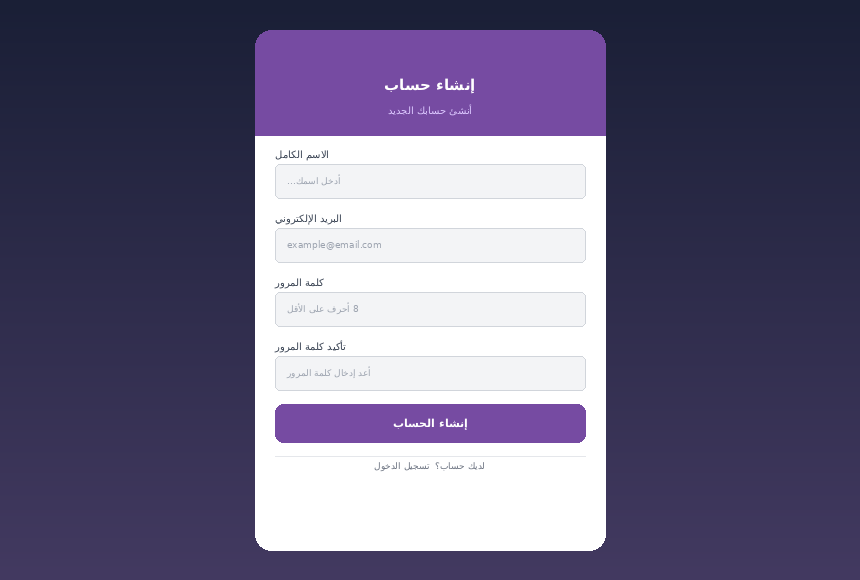 إنشاء حساب
أنشئ حسابك الجديد
الاسم الكامل
أدخل اسمك...
البريد الإلكتروني
example@email.com
كلمة المرور
8 أحرف على الأقل
تأكيد كلمة المرور
أعد إدخال كلمة المرور
إنشاء الحساب
لديك حساب؟ تسجيل الدخول